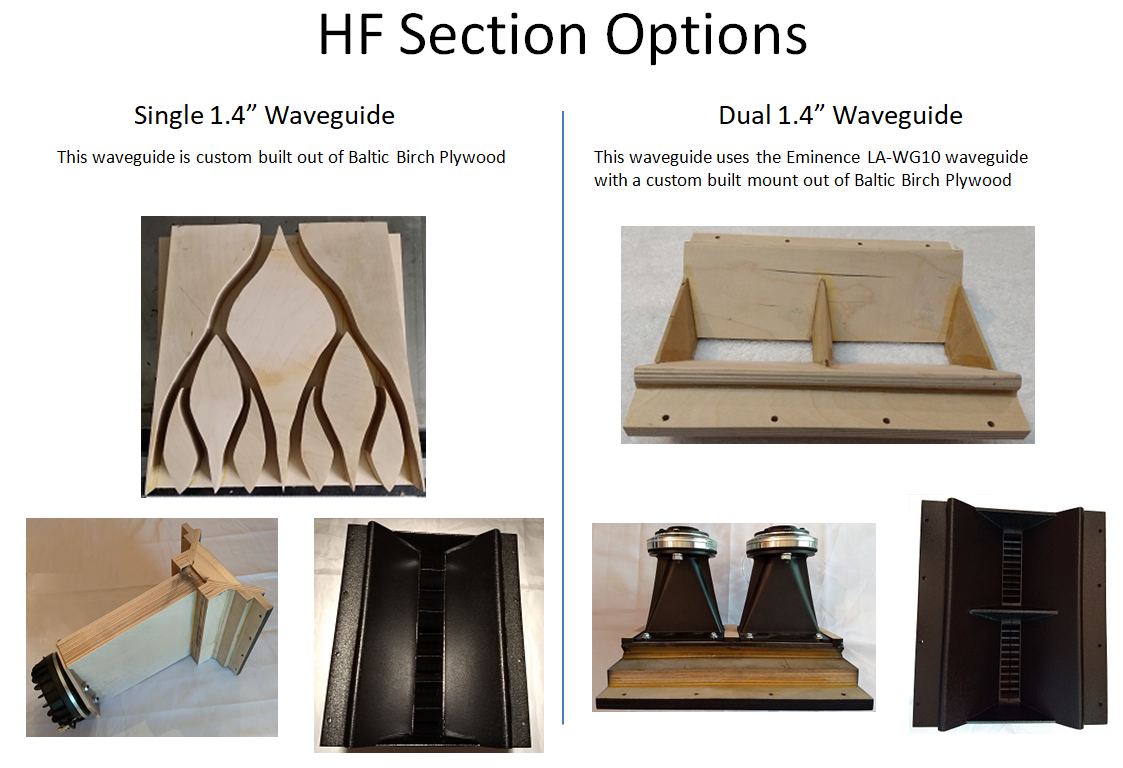 HF Section Options
Single 1.4” Waveguide
This waveguide is custom built out of Baltic Birch Plywood
Dual 1.4” Waveguide
This waveguide uses the Eminence LA-WG10 waveguide
with a custom built mount out of Baltic Birch Plywood